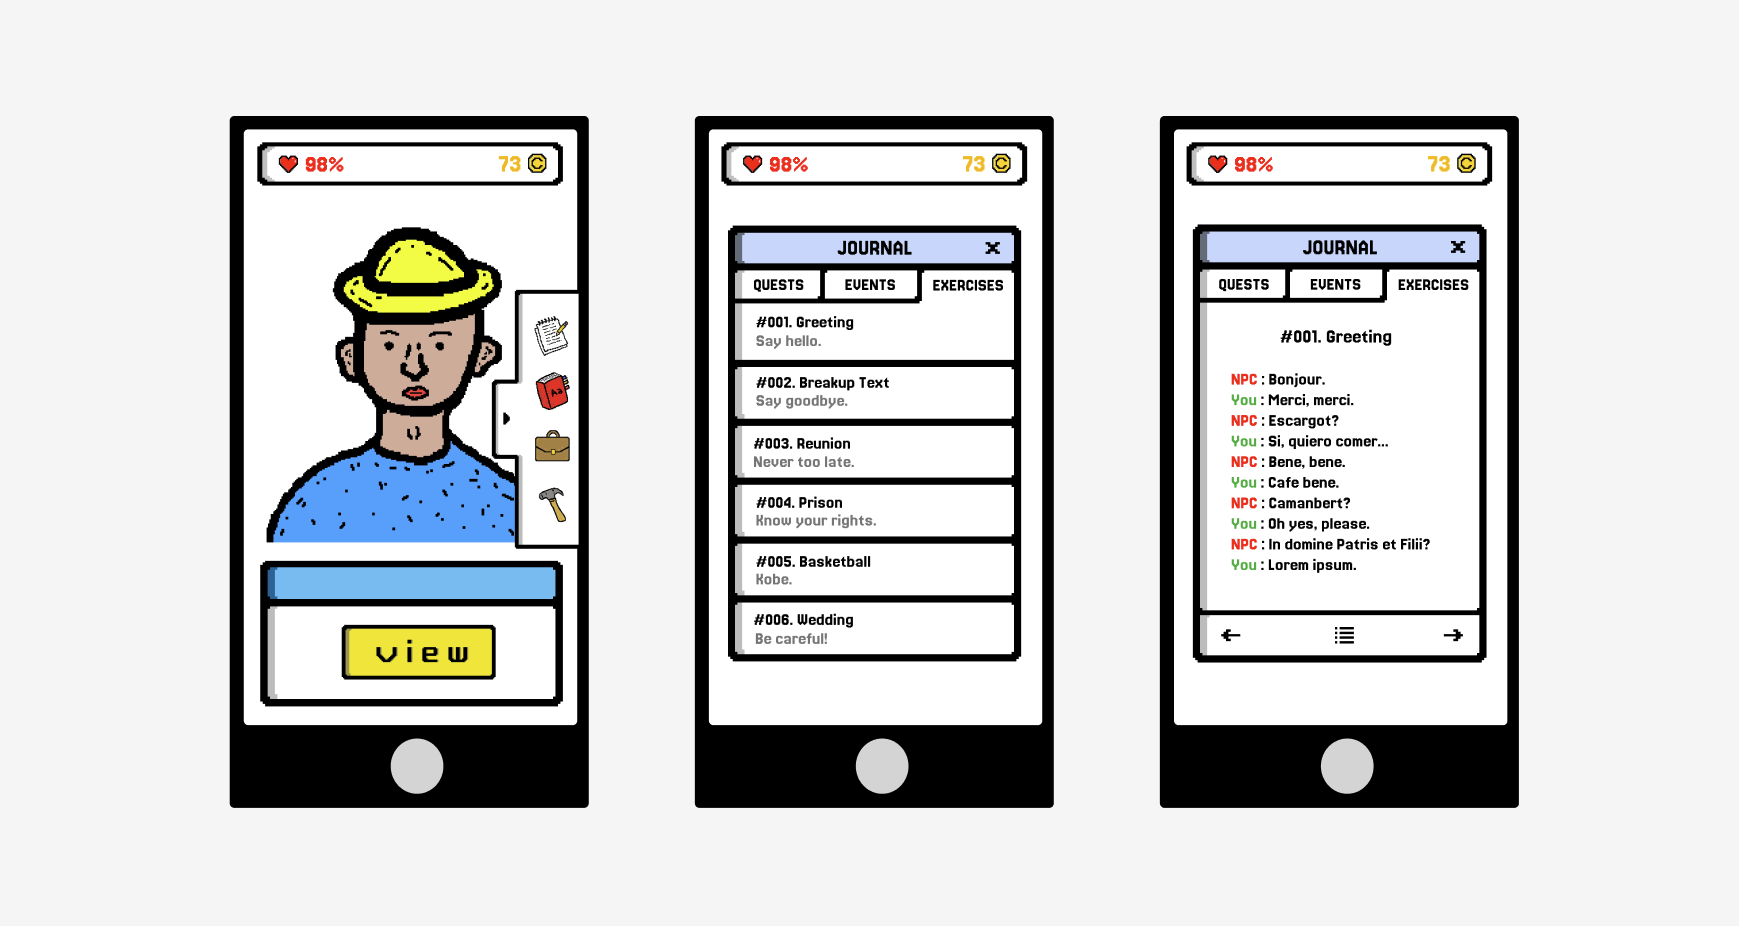 98% 73 C
Aa
view
98% 73 C
JOURNAL
QUESTS EVENTS EXERCISES
#001. Greeting
Say hello.
#002. Breakup Text
Say goodbye.
#003. Reunion
Never too late.
#004. Prison
Know your rights.
#005. Basketball
Kobe.
#006. Wedding
Be careful!
98% 73 C
JOURNAL
QUESTS EVENTS EXERCISES
#001. Greeting
NPC : Bonjour.
You : Merci, merci.
NPC : Escargot?
You : Si, quiero comer...
NPC : Bene, bene.
You : Cafe bene.
NPC : Camanbert?
You : Oh yes, please.
NPC : In domine Patris et Filii?
You : Lorem ipsum.